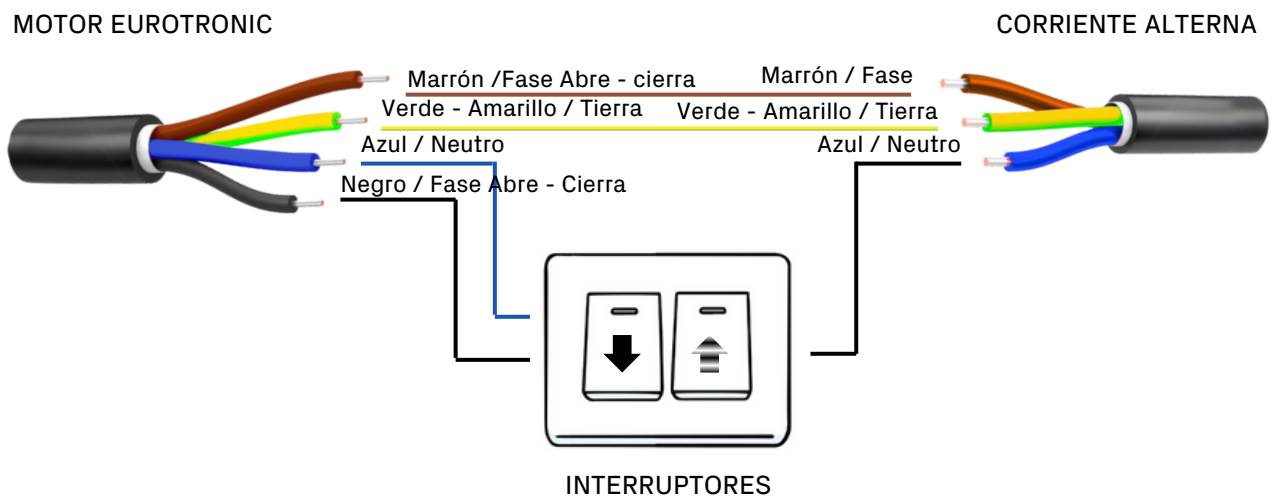 MOTOR EUROTRONIC
CORRIENTE ALTERNA
Marrón /Fase Abre - cierra
Marrón / Fase
Verde - Amarillo / Tierra
Verde - Amarillo / Tierra
Azul / Neutro
Azul / Neutro
Negro / Fase Abre - Cierra
INTERRUPTORES